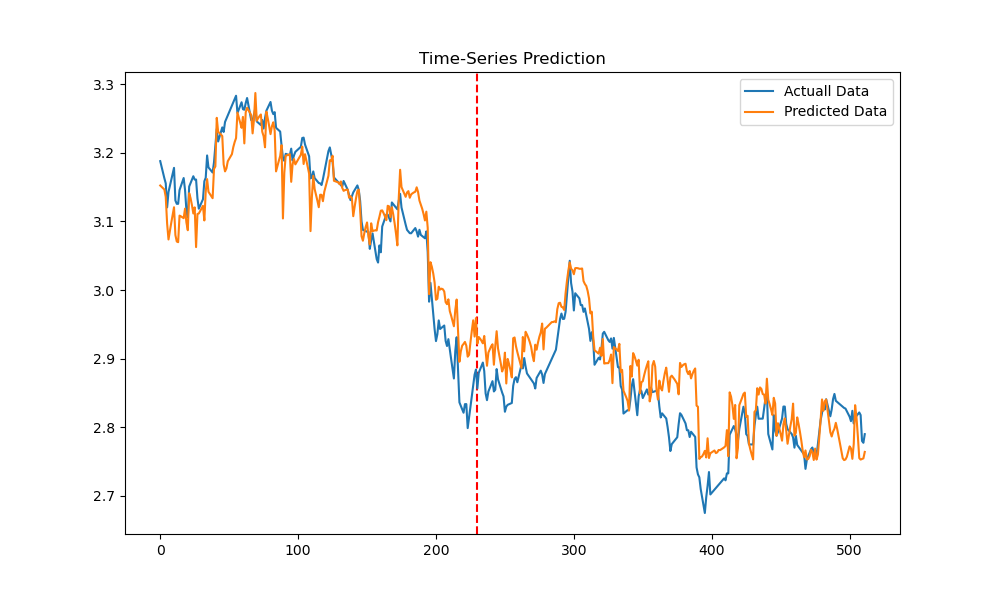 Time-Series Prediction
Actuall Data
Predicted Data
3.3
3.2
3.1
3.0
2.9
2.8
2.7
0 100 200 300 400 500